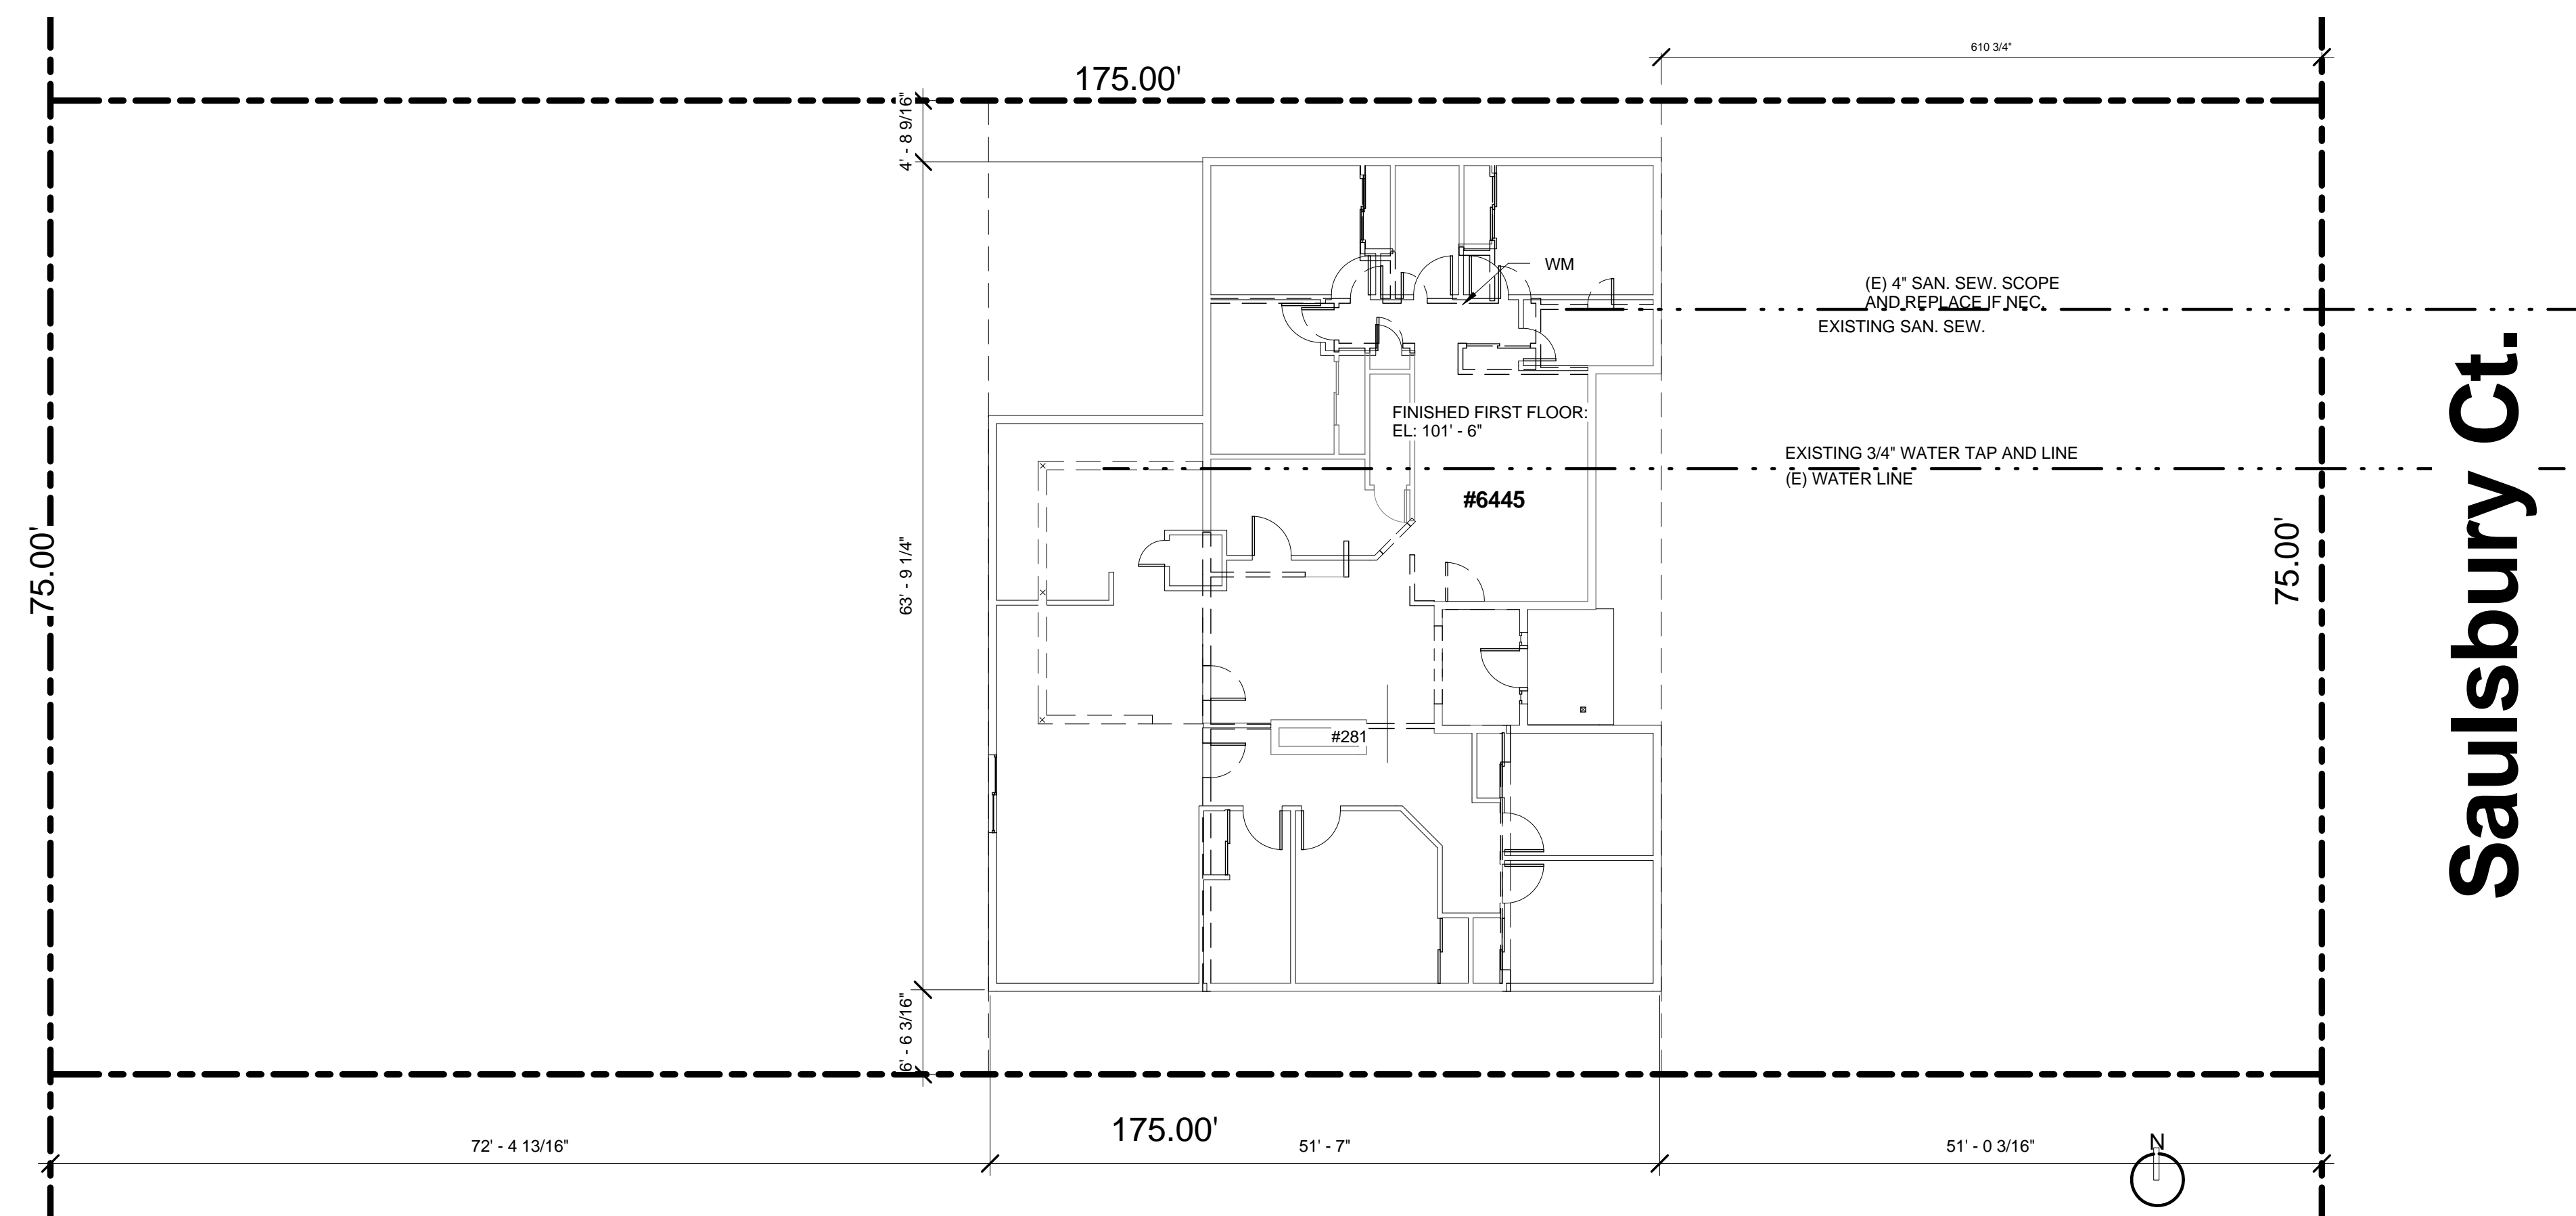 610 3/4"
175.00'
4' - 8 9/16"
WM
(E) 4" SAN. SEW. SCOPE
AND REPLACE IF NEC.
EXISTING SAN. SEW.
FINISHED FIRST FLOOR:
EL: 101' - 6"
EXISTING 3/4" WATER TAP AND LINE
(E) WATER LINE
#6445
75.00'
63' - 9 1/4"
75.00'
Saulsbury Ct.
#281
6' - 6 3/16"
175.00'
72' - 4 13/16"
51' - 7"
51' - 0 3/16"
N